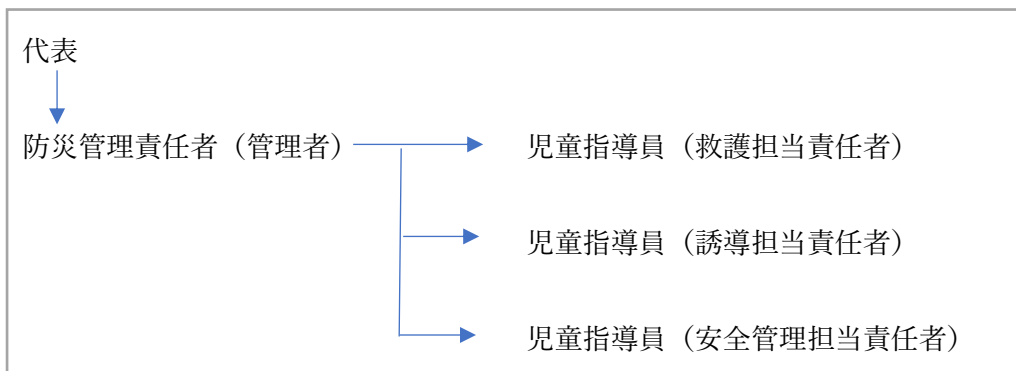 代表
防災管理責任者（管理者）
児童指導員（救護担当責任者）
児童指導員（誘導担当責任者）
児童指導員（安全管理担当責任者）